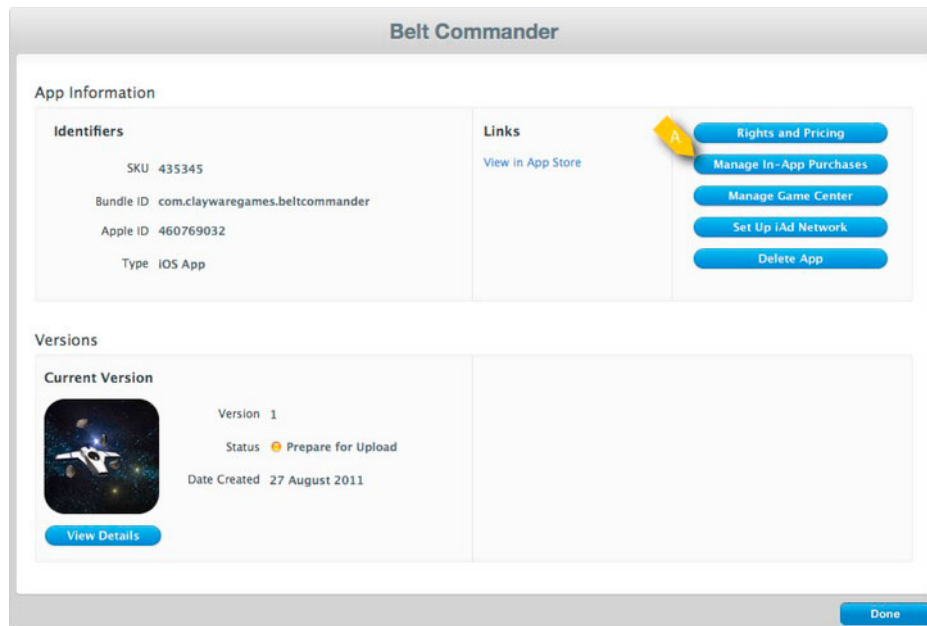 Belt Commander
App Information
Identifiers
SKU 435345
Bundle ID com.claywaregames.beltcommander
Apple ID 460769032
Type iOS App
Links
View in App Store
A
Rights and Pricing
Manage In-App Purchases
Manage Game Center
Set Up iAd Network
Delete App
Versions
Current Version
Version 1
Status Prepare for Upload
Date Created 27 August 2011
View Details
Done